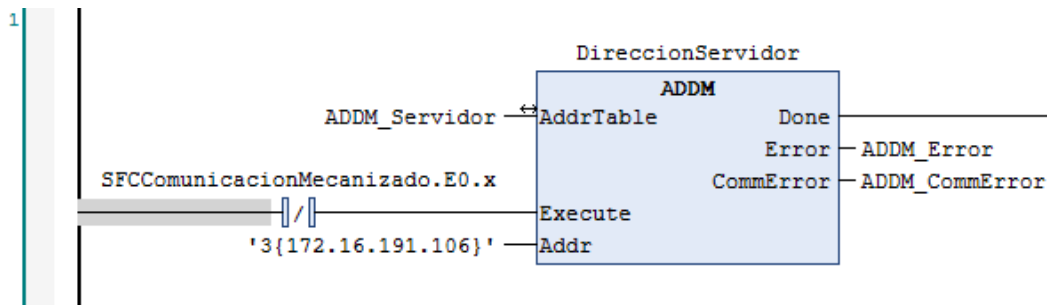 1
DireccionServidor
ADDM
ADDM_Servidor AddrTable Done
Error ADDM_Error
SFCComunicacionMecanizado.E0.x CommError ADDM_CommError
/ Execute
'3{172.16.191.106}' Addr